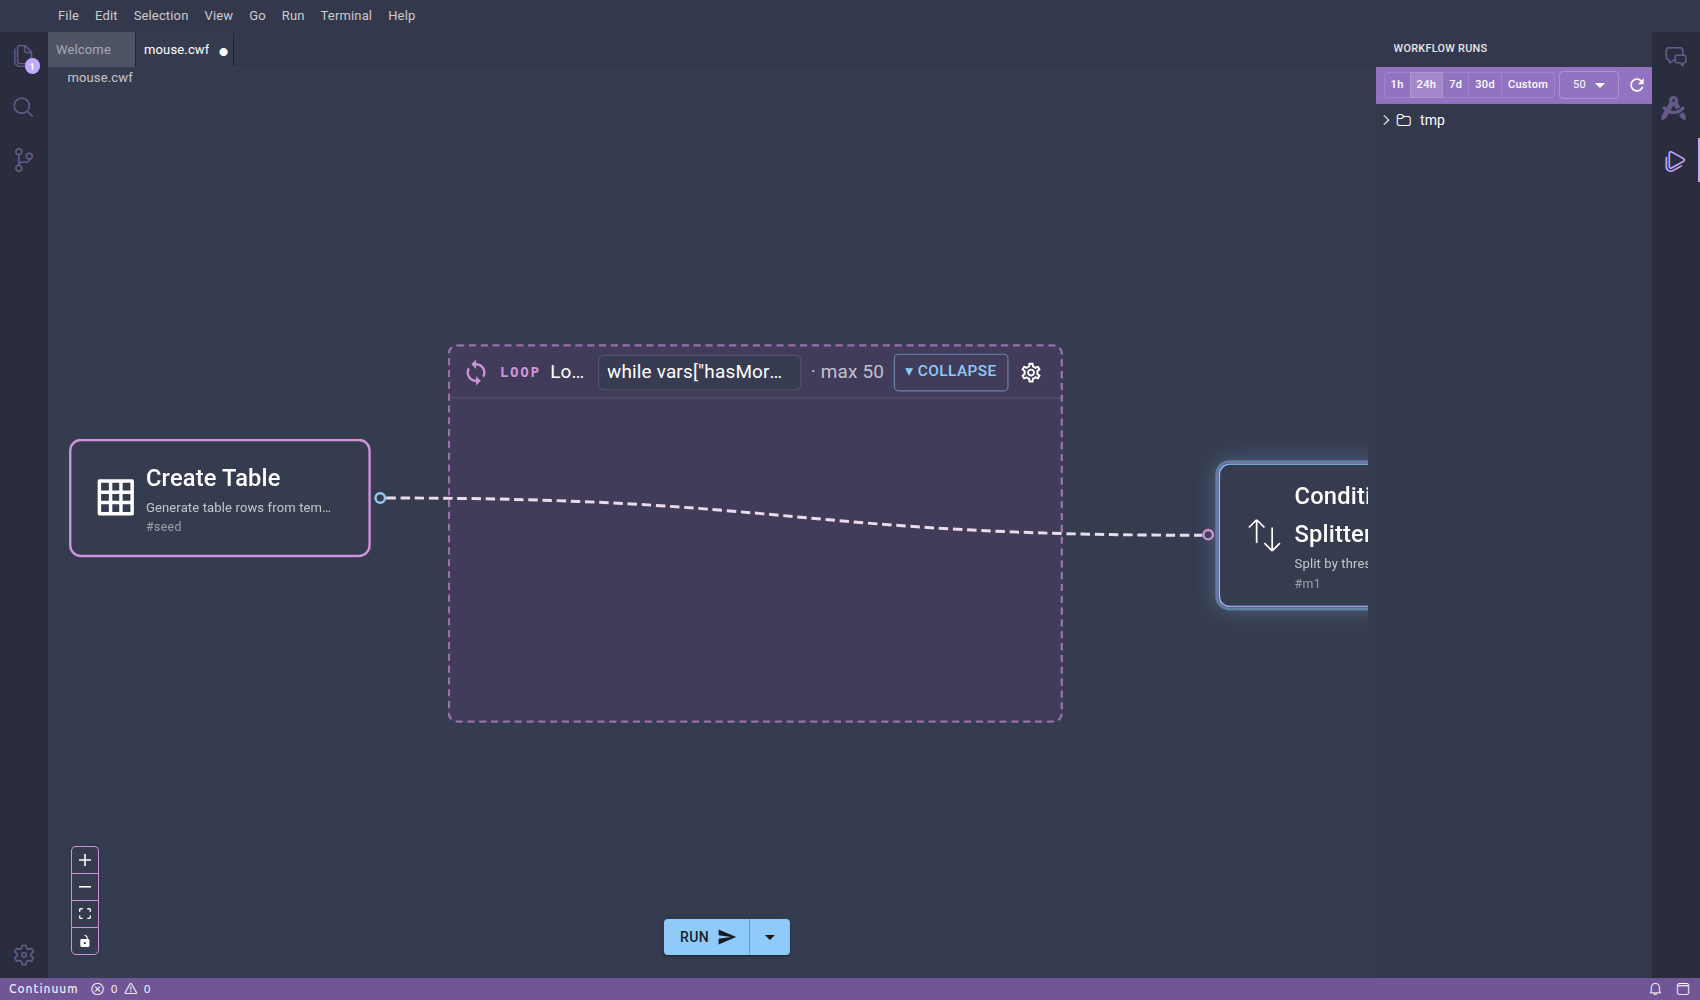 File Edit Selection View Go Run Terminal Help
Welcome mouse.cwf
mouse.cwf
WORKFLOW RUNS
1h 24h 7d 30d Custom 50
tmp
1
LOOP Lo... while vars["hasMor... · max 50 ▾ COLLAPSE
Create Table
Generate table rows from tem...
#seed
Conditi
Splitter
Split by thres
#m1
RUN
Continuum 0 0